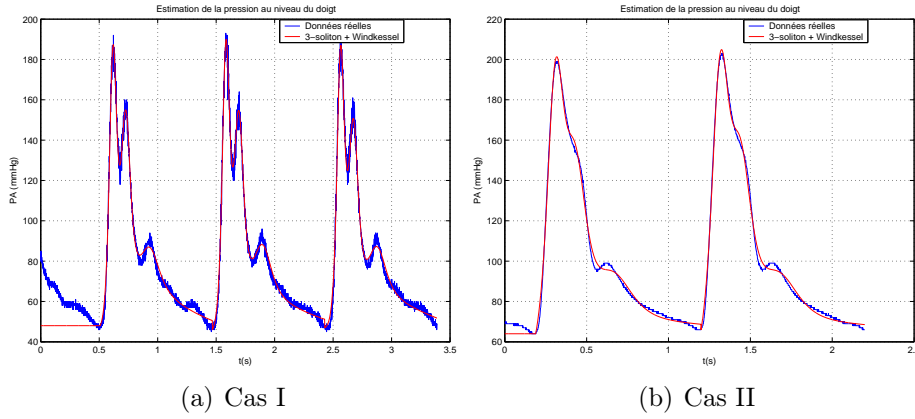 Estimation de la pression au niveau du doigt
Données réelles
3−soliton + Windkessel
PA (mmHg)
200
180
160
140
120
100
80
60
40
0
0.5
1
1.5
2
2.5
3
3.5
t(s)
(a) Cas I
Estimation de la pression au niveau du doigt
Données réelles
3−soliton + Windkessel
PA (mmHg)
220
200
180
160
140
120
100
80
60
40
0
0.5
1
1.5
2
2.5
t(s)
(b) Cas II